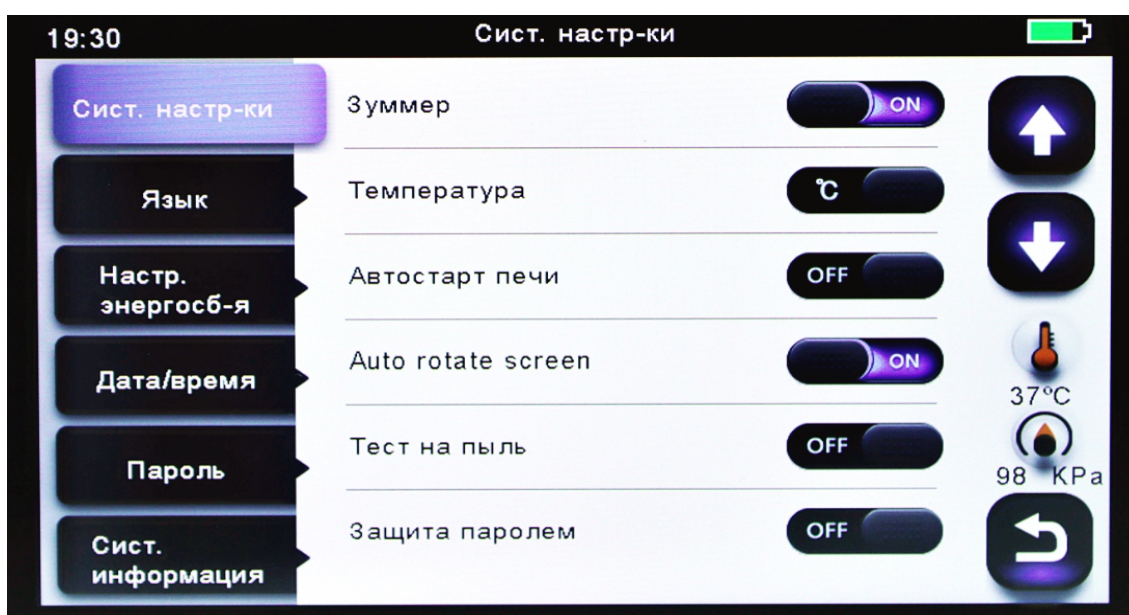 19:30
Сист. настр-ки
Сист. настр-ки
Язык
Настр.
энергосб-я
Дата/время
Пароль
Сист.
информация
Зуммер
ON
Температура
℃
Автостарт печи
OFF
Auto rotate screen
ON
Тест на пыль
OFF
Защита паролем
OFF
37°C
98 KPa